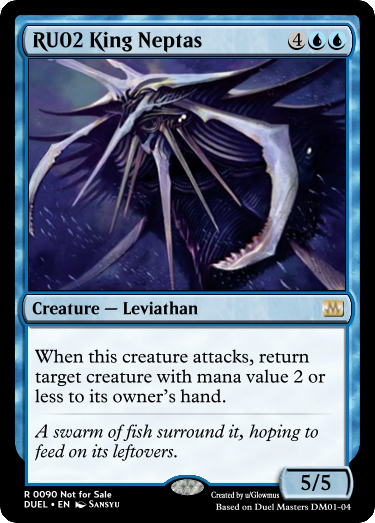 RU02 King Neptas 4
Creature — Leviathan
When this creature attacks, return
target creature with mana value 2 or
less to its owner's hand.
A swarm of fish surround it, hoping to
feed on its leftovers.
5/5
R 0090 Not for Sale
DUEL • EN Sansyu
Created by u/Glowmus
Based on Duel Masters DM01-04